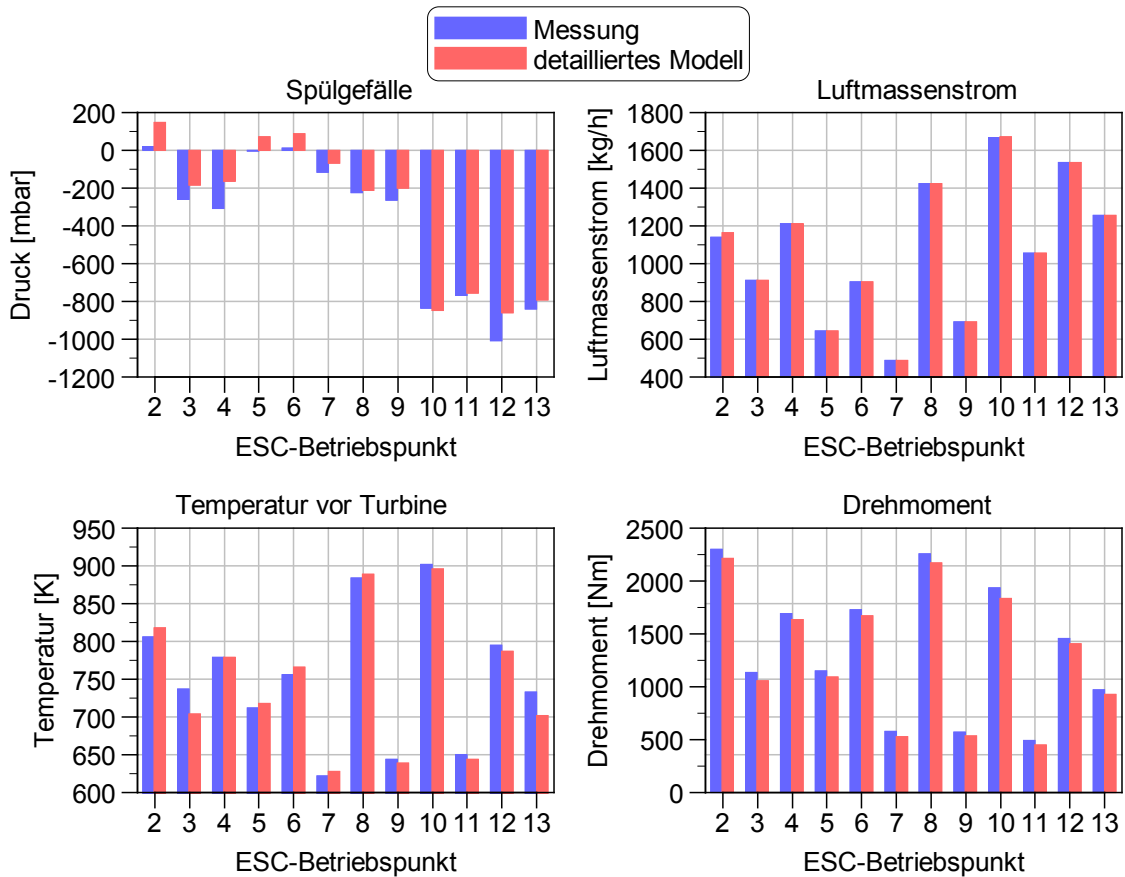 Messung
detailliertes Modell
Spülgefälle
Druck [mbar]
200
0
-200
-400
-600
-800
-1000
-1200
2 3 4 5 6 7 8 9 10 11 12 13
ESC-Betriebspunkt
Luftmassenstrom
Luftmassenstrom [kg/h]
1800
1600
1400
1200
1000
800
600
400
2 3 4 5 6 7 8 9 10 11 12 13
ESC-Betriebspunkt
Temperatur vor Turbine
Temperatur [K]
950
900
850
800
750
700
650
600
2 3 4 5 6 7 8 9 10 11 12 13
ESC-Betriebspunkt
Drehmoment
Drehmoment [Nm]
2500
2000
1500
1000
500
0
2 3 4 5 6 7 8 9 10 11 12 13
ESC-Betriebspunkt